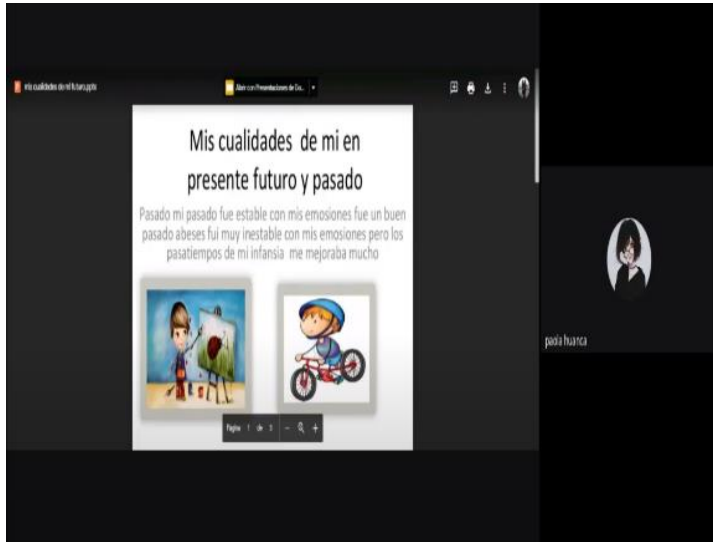 mis cualidades de mi futuro.pptx
Abrir con Presentaciones de Go...
Mis cualidades de mi en
presente futuro y pasado
Pasado mi pasado fue estable con mis emosiones fue un buen
pasado abeses fui muy inestable con mis emosiones pero los
pasatiempos de mi infansia me mejoraba mucho
Página 1 de 3
paola huanca